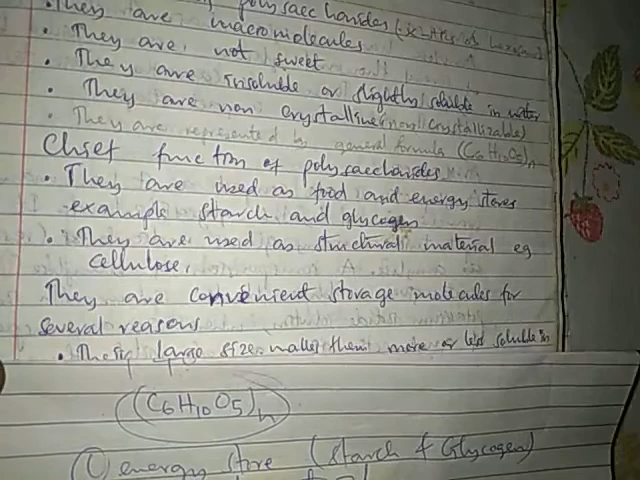 polysaccharides
• They are macromolecules
• They are not sweet
• They are insoluble or slightly soluble in water
• They are non crystalline (non crystallizable)
• They are represented by general formula (C6H10O5)n
Chief function of polysaccharides
• They are used as food and energy stores
example starch and glycogen
• They are used as structural material eg
cellulose.
They are convenient storage molecules for
several reasons
• large size makes them more or less soluble in
(C6H10O5)n
① energy store (starch & Glycogen)